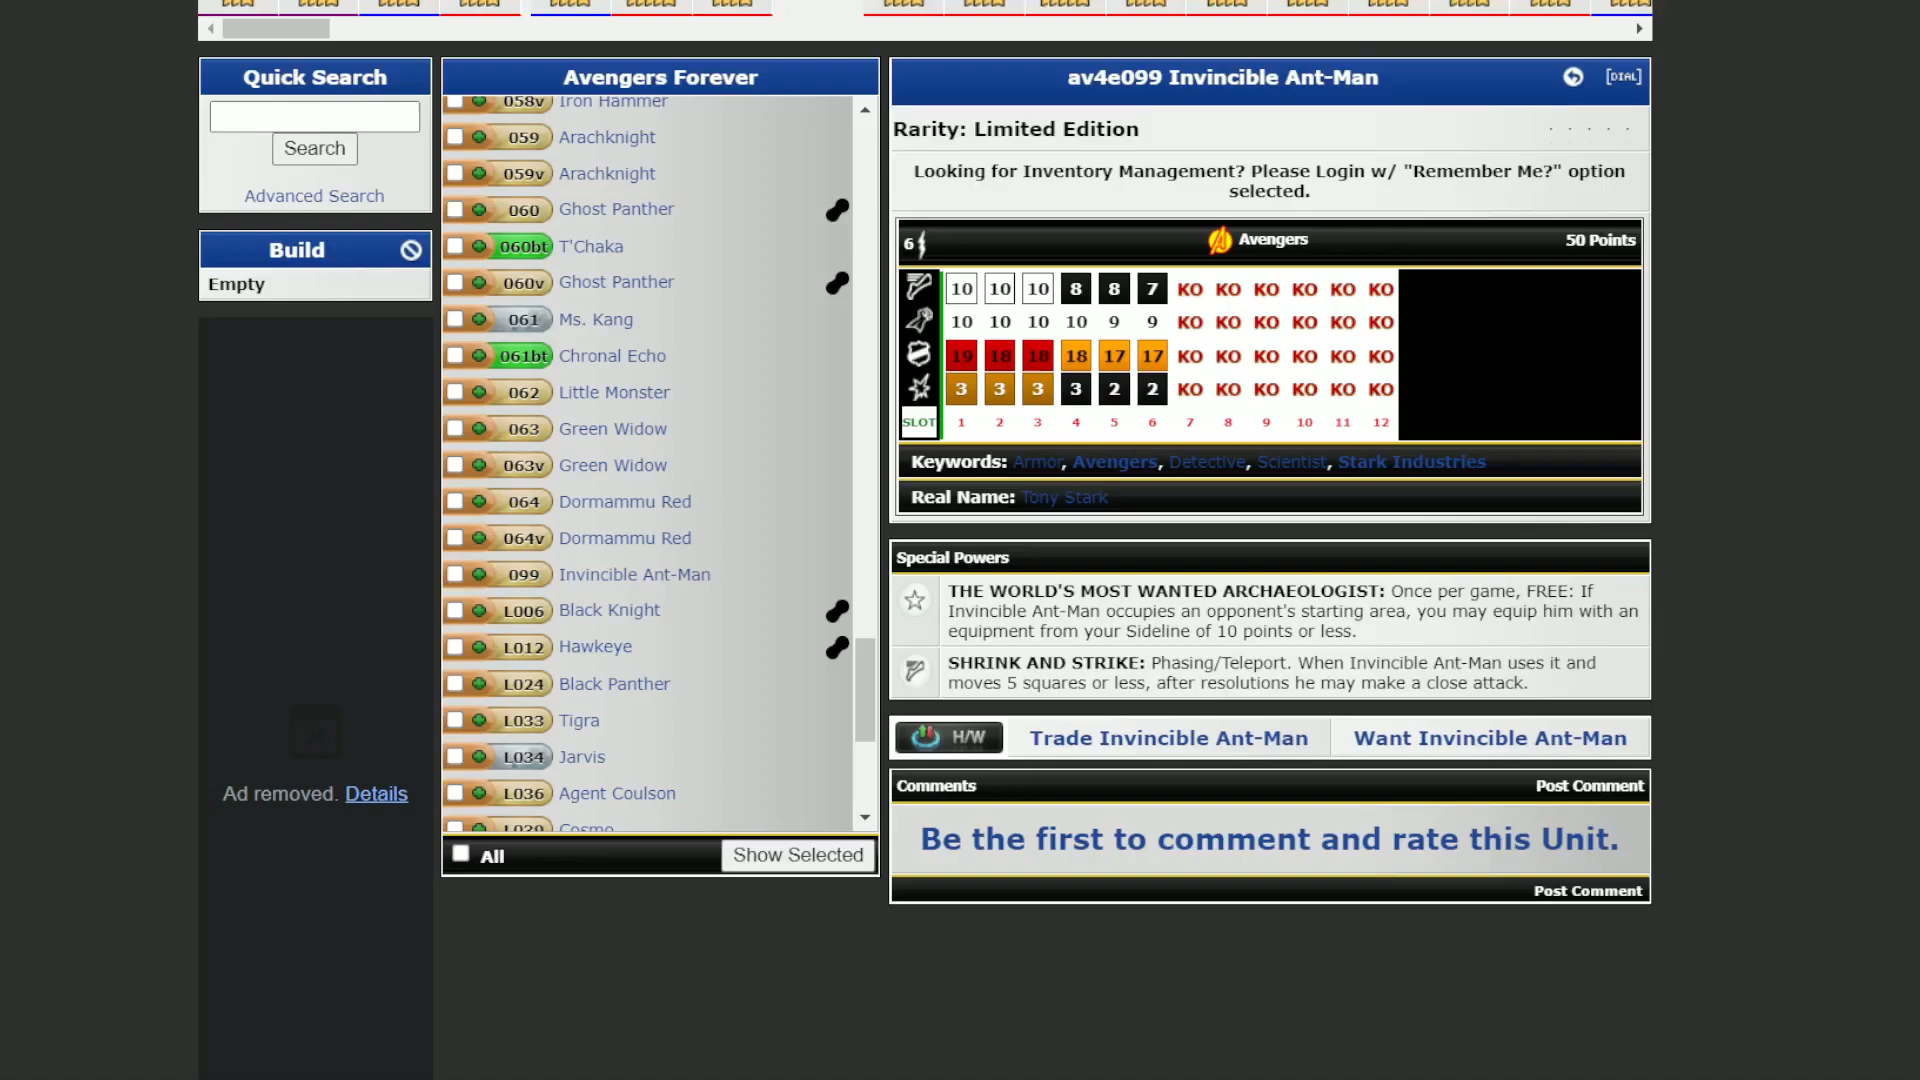 Quick Search
Search
Advanced Search
Build
Empty
Ad removed. Details
Avengers Forever
058v Iron Hammer
059 Arachknight
059v Arachknight
060 Ghost Panther
060bt T'Chaka
060v Ghost Panther
061 Ms. Kang
061bt Chronal Echo
062 Little Monster
063 Green Widow
063v Green Widow
064 Dormammu Red
064v Dormammu Red
099 Invincible Ant-Man
L006 Black Knight
L012 Hawkeye
L024 Black Panther
L033 Tigra
L034 Jarvis
L036 Agent Coulson
L039 Cosmo
All
Show Selected
av4e099 Invincible Ant-Man
[DIAL]
Rarity: Limited Edition
Looking for Inventory Management? Please Login w/ "Remember Me?" option
selected.
6 Avengers 50 Points
10 10 10 8 8 7 KO KO KO KO KO KO
10 10 10 10 9 9 KO KO KO KO KO KO
19 18 18 18 17 17 KO KO KO KO KO KO
3 3 3 3 2 2 KO KO KO KO KO KO
SLOT 1 2 3 4 5 6 7 8 9 10 11 12
Keywords: Armor, Avengers, Detective, Scientist, Stark Industries
Real Name: Tony Stark
Special Powers
THE WORLD'S MOST WANTED ARCHAEOLOGIST: Once per game, FREE: If
Invincible Ant-Man occupies an opponent's starting area, you may equip him with an
equipment from your Sideline of 10 points or less.
SHRINK AND STRIKE: Phasing/Teleport. When Invincible Ant-Man uses it and
moves 5 squares or less, after resolutions he may make a close attack.
H/W
Trade Invincible Ant-Man
Want Invincible Ant-Man
Comments
Post Comment
Be the first to comment and rate this Unit.
Post Comment